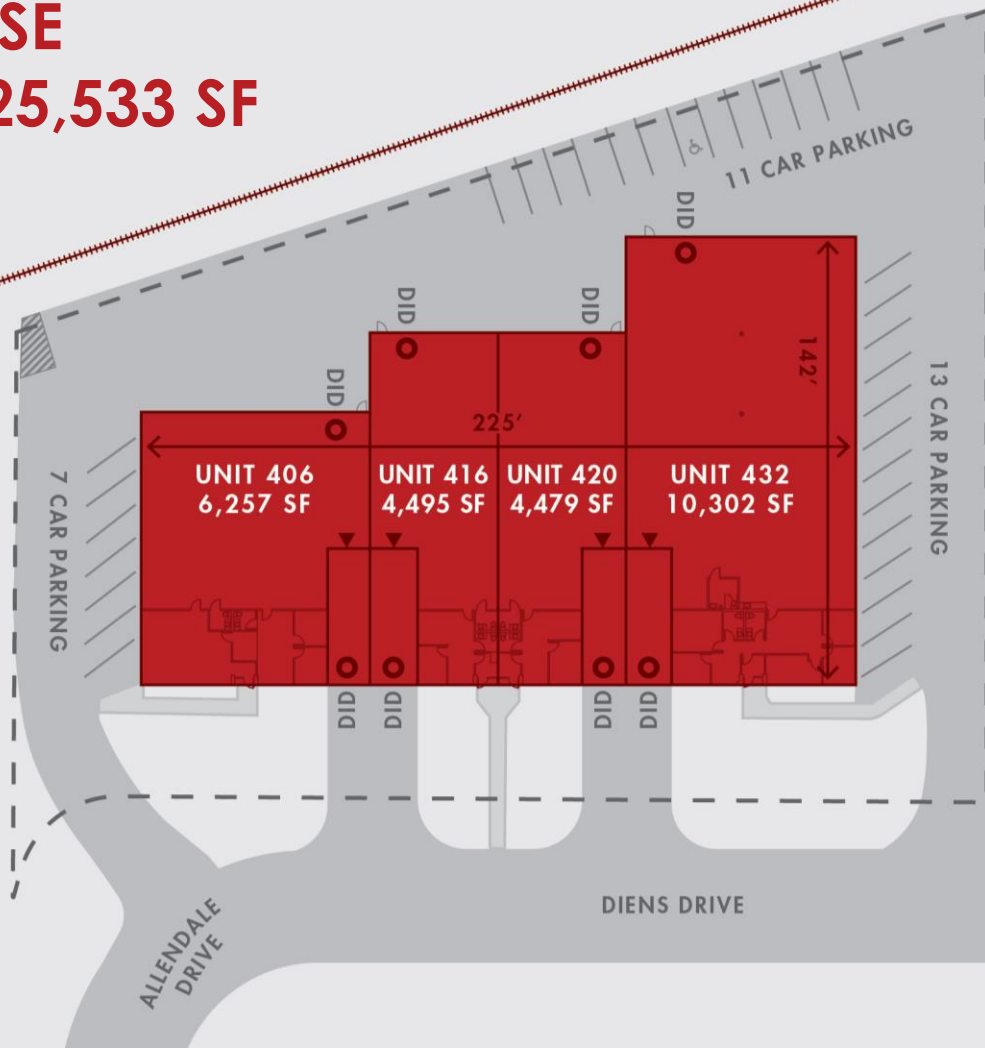 SE
25,533 SF
11 CAR PARKING
DID
DID
DID
DID
142'
225'
13 CAR PARKING
7 CAR PARKING
UNIT 406
6,257 SF
UNIT 416
4,495 SF
UNIT 420
4,479 SF
UNIT 432
10,302 SF
DID
DID
DID
DID
DIENS DRIVE
ALLENDALE
DRIVE